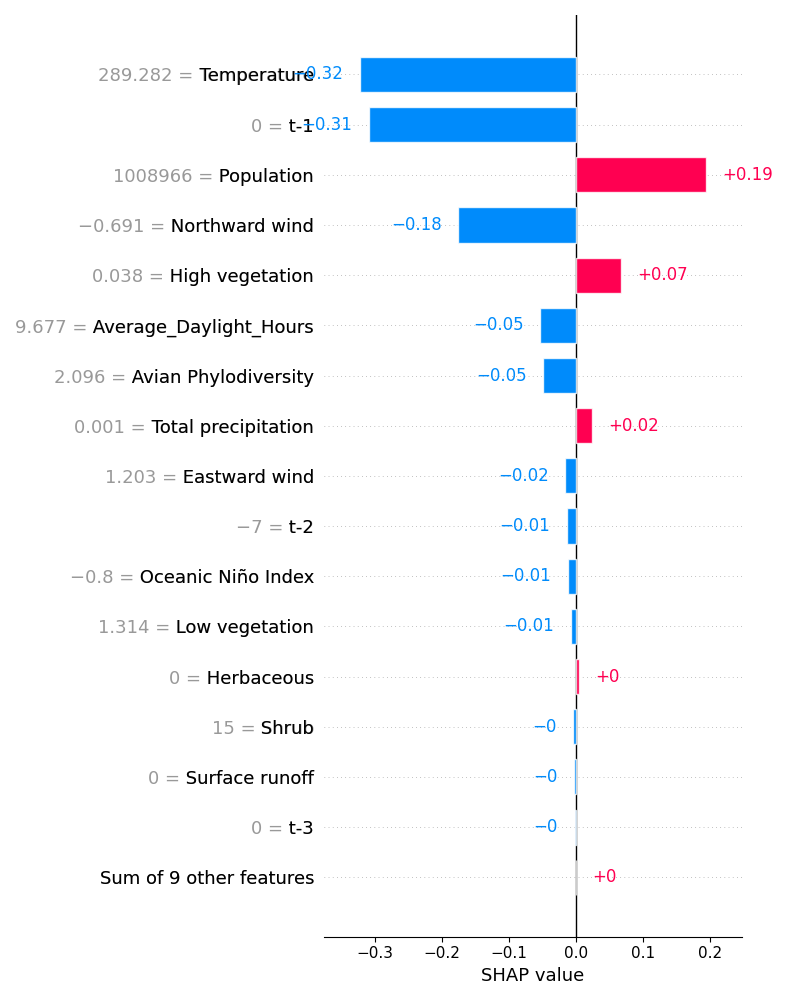 289.282 = Temperature −0.32
0 = t-1 −0.31
1008966 = Population +0.19
−0.691 = Northward wind −0.18
0.038 = High vegetation +0.07
9.677 = Average_Daylight_Hours −0.05
2.096 = Avian Phylodiversity −0.05
0.001 = Total precipitation +0.02
1.203 = Eastward wind −0.02
−7 = t-2 −0.01
−0.8 = Oceanic Niño Index −0.01
1.314 = Low vegetation −0.01
0 = Herbaceous +0
15 = Shrub −0
0 = Surface runoff −0
0 = t-3 −0
Sum of 9 other features +0
−0.3 −0.2 −0.1 0.0 0.1 0.2
SHAP value